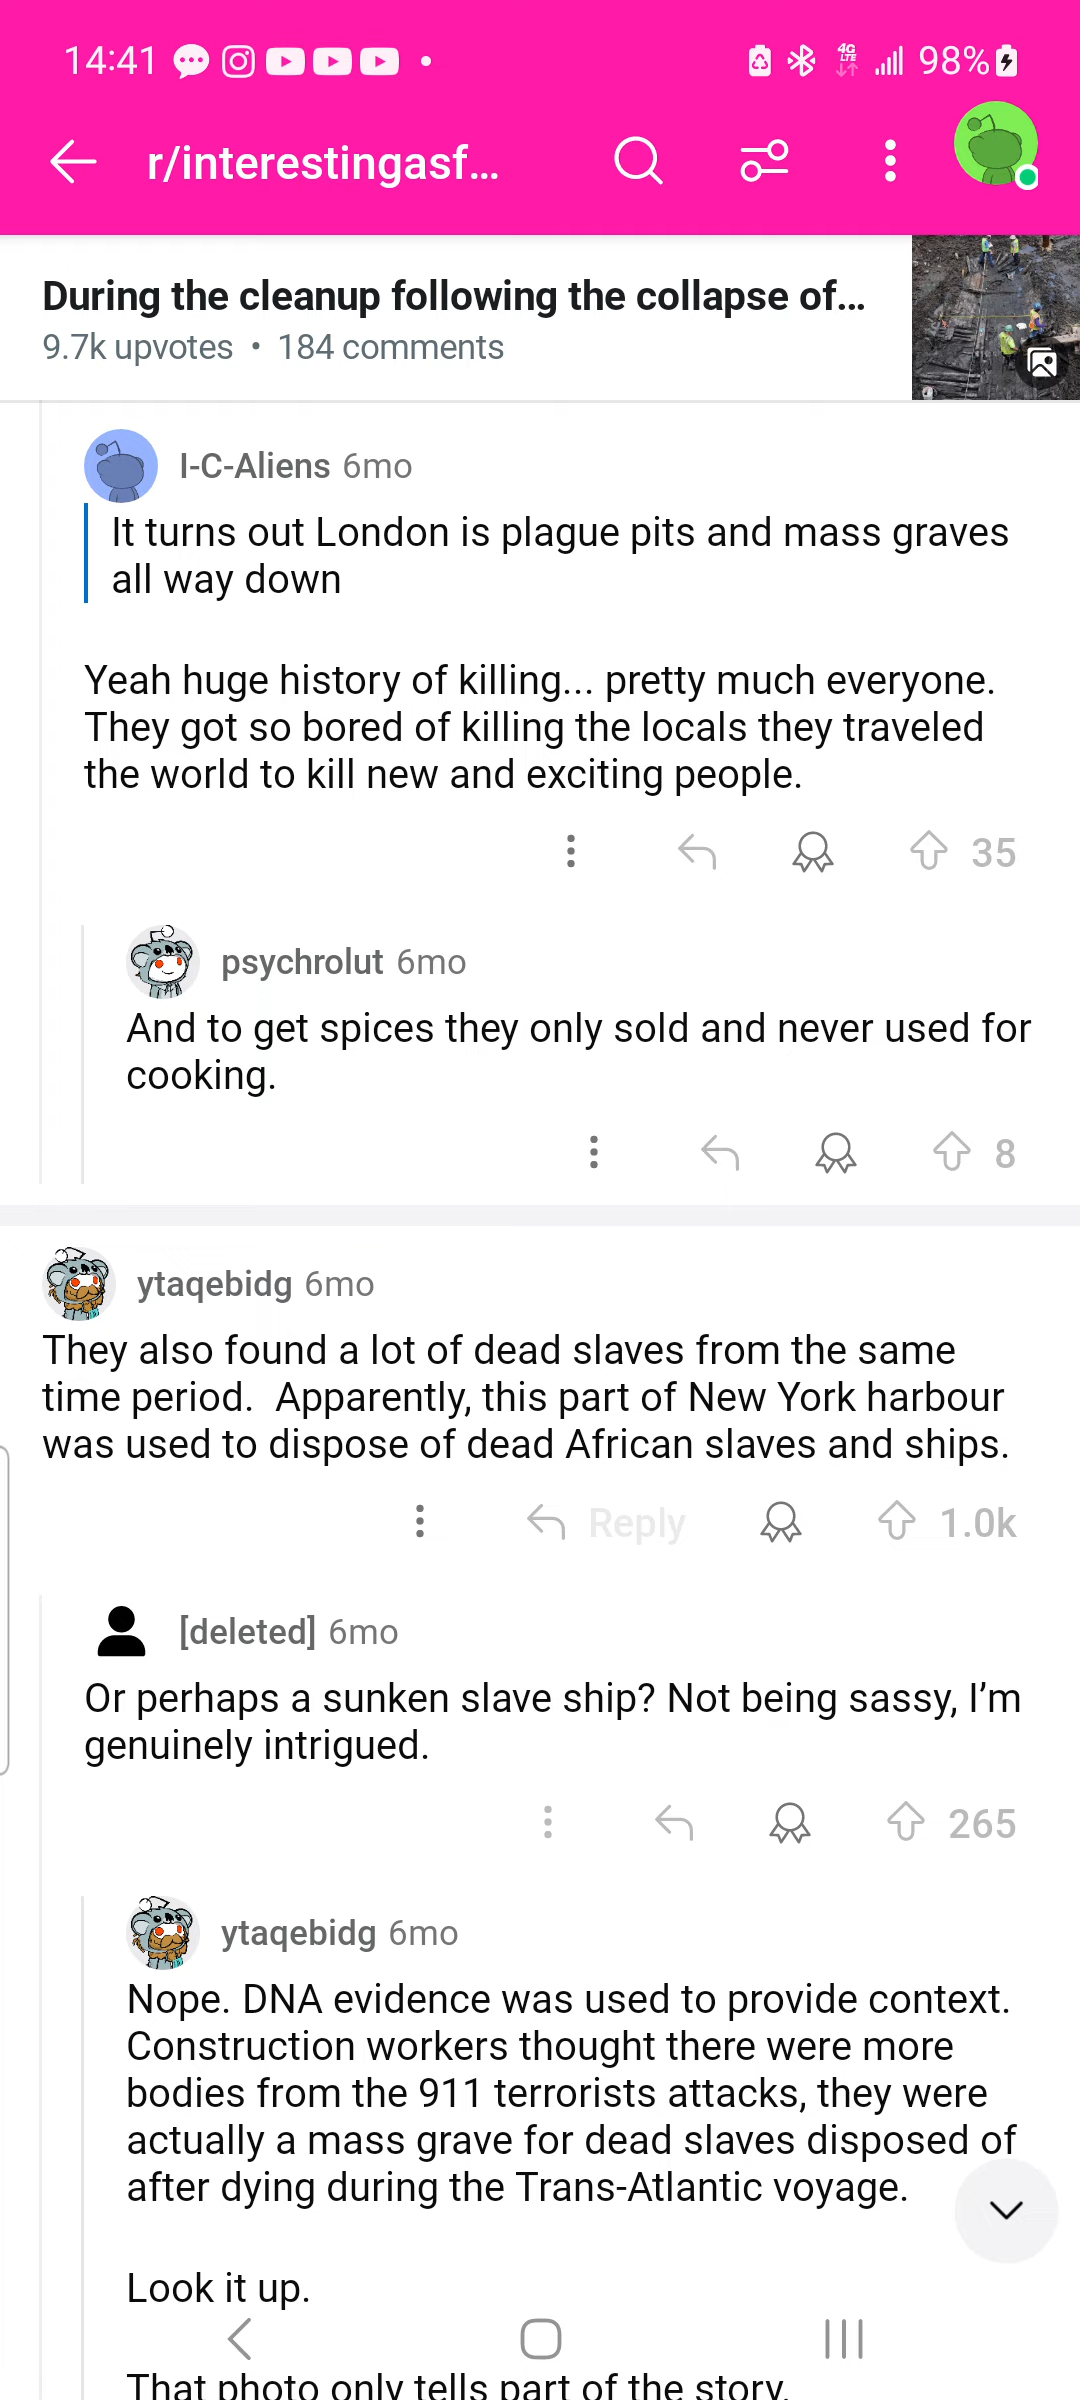 14:41
4G LTE
98%
r/interestingasf...
During the cleanup following the collapse of...
9.7k upvotes • 184 comments
I-C-Aliens 6mo
It turns out London is plague pits and mass graves
all way down
Yeah huge history of killing... pretty much everyone.
They got so bored of killing the locals they traveled
the world to kill new and exciting people.
35
psychrolut 6mo
And to get spices they only sold and never used for
cooking.
8
ytaqebidg 6mo
They also found a lot of dead slaves from the same
time period.  Apparently, this part of New York harbour
was used to dispose of dead African slaves and ships.
Reply
1.0k
[deleted] 6mo
Or perhaps a sunken slave ship? Not being sassy, I’m
genuinely intrigued.
265
ytaqebidg 6mo
Nope. DNA evidence was used to provide context.
Construction workers thought there were more
bodies from the 911 terrorists attacks, they were
actually a mass grave for dead slaves disposed of
after dying during the Trans-Atlantic voyage.
Look it up.
That photo only tells part of the story.